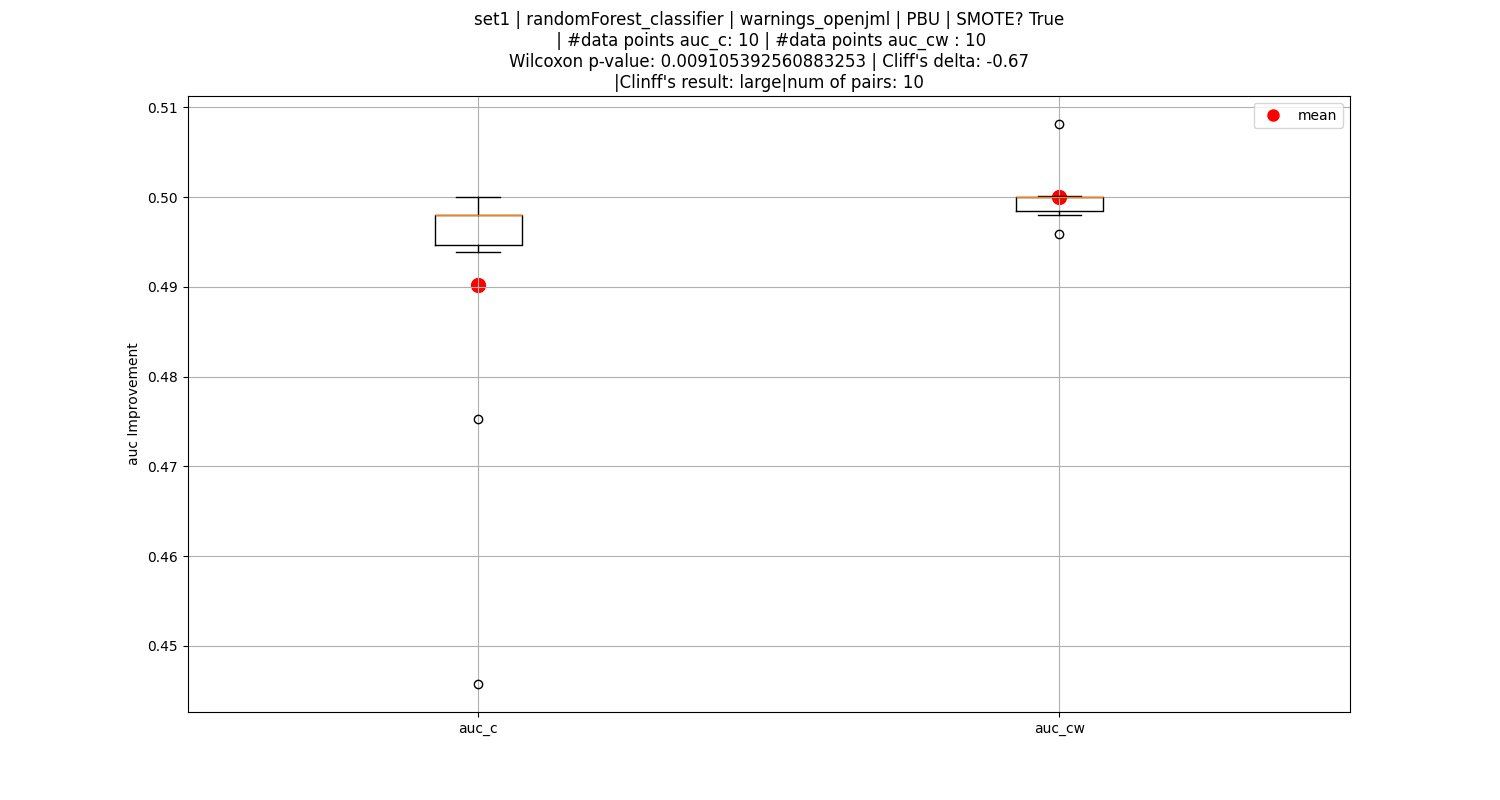 set1 | randomForest_classifier | warnings_openjml | PBU | SMOTE? True
| #data points auc_c: 10 | #data points auc_cw : 10
Wilcoxon p-value: 0.009105392560883253 | Cliff's delta: -0.67
|Clinff's result: large|num of pairs: 10
mean
0.51
0.50
0.49
0.48
0.47
0.46
0.45
auc Improvement
auc_c
auc_cw